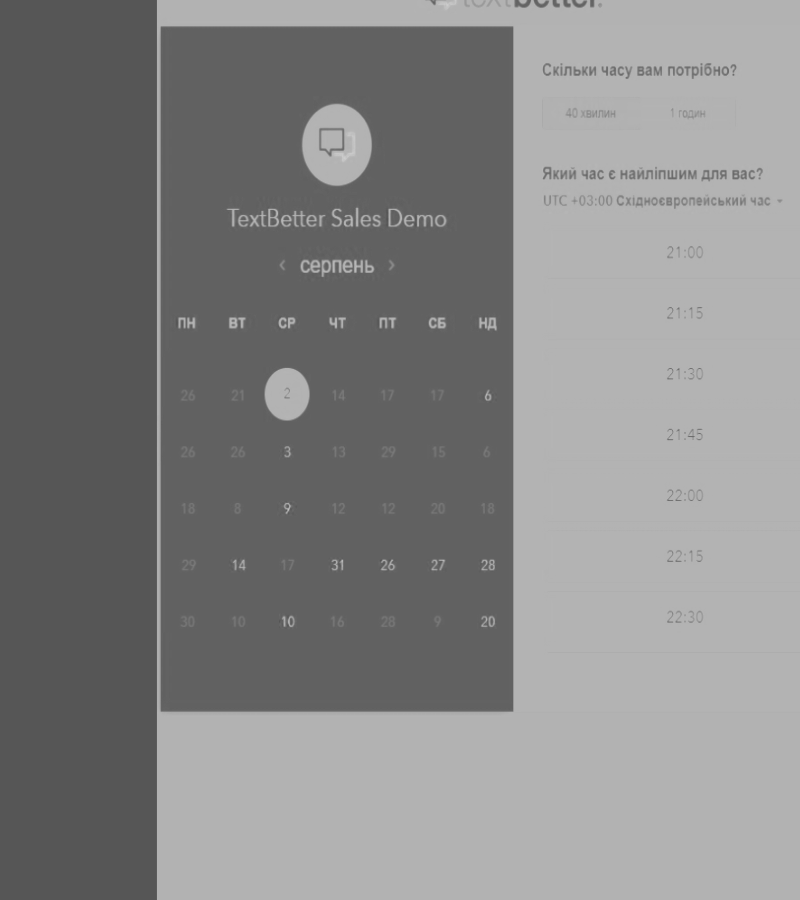 textbetter.
TextBetter Sales Demo
‹ серпень ›
ПН ВТ СР ЧТ ПТ СБ НД
26 21 2 14 17 17 6
26 26 3 13 29 15 6
18 8 9 12 12 20 18
29 14 17 31 26 27 28
30 10 10 16 28 9 20
Скільки часу вам потрібно?
40 хвилин 1 годин
Який час є найліпшим для вас?
UTC +03:00 Східноєвропейський час
21:00
21:15
21:30
21:45
22:00
22:15
22:30